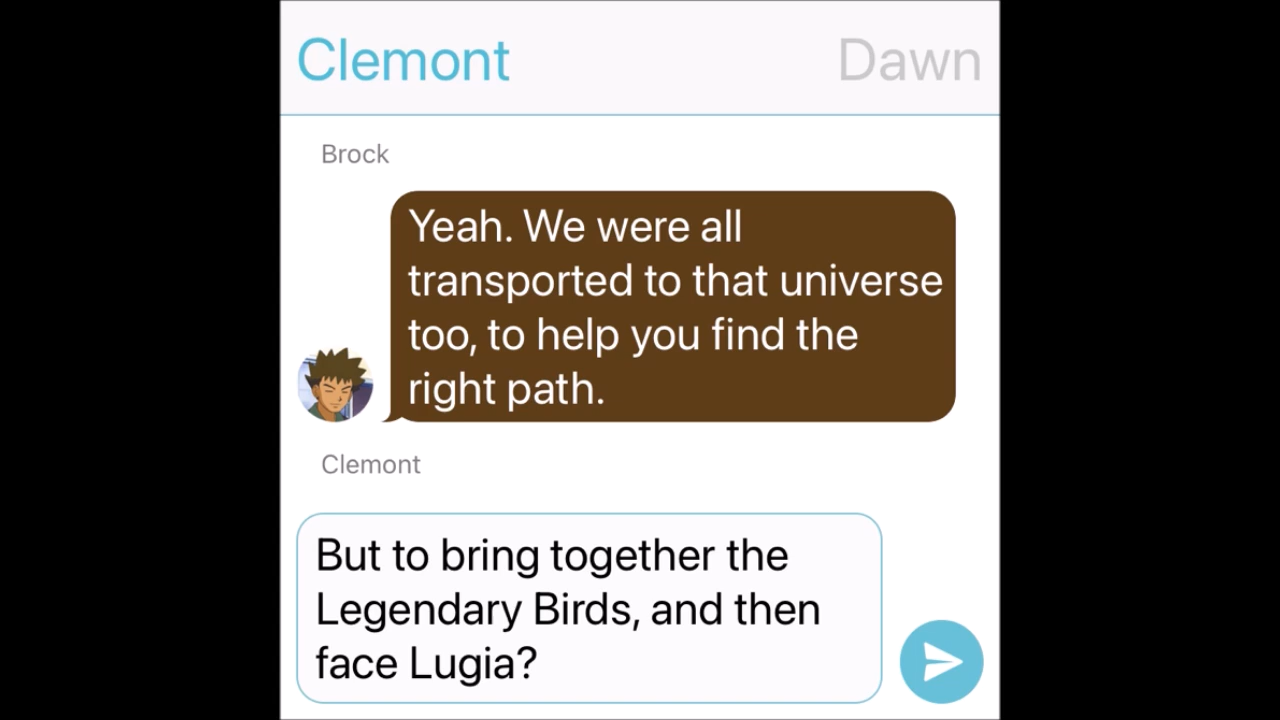 Clemont Dawn
Brock
Yeah. We were all
transported to that universe
too, to help you find the
right path.
Clemont
But to bring together the
Legendary Birds, and then
face Lugia?